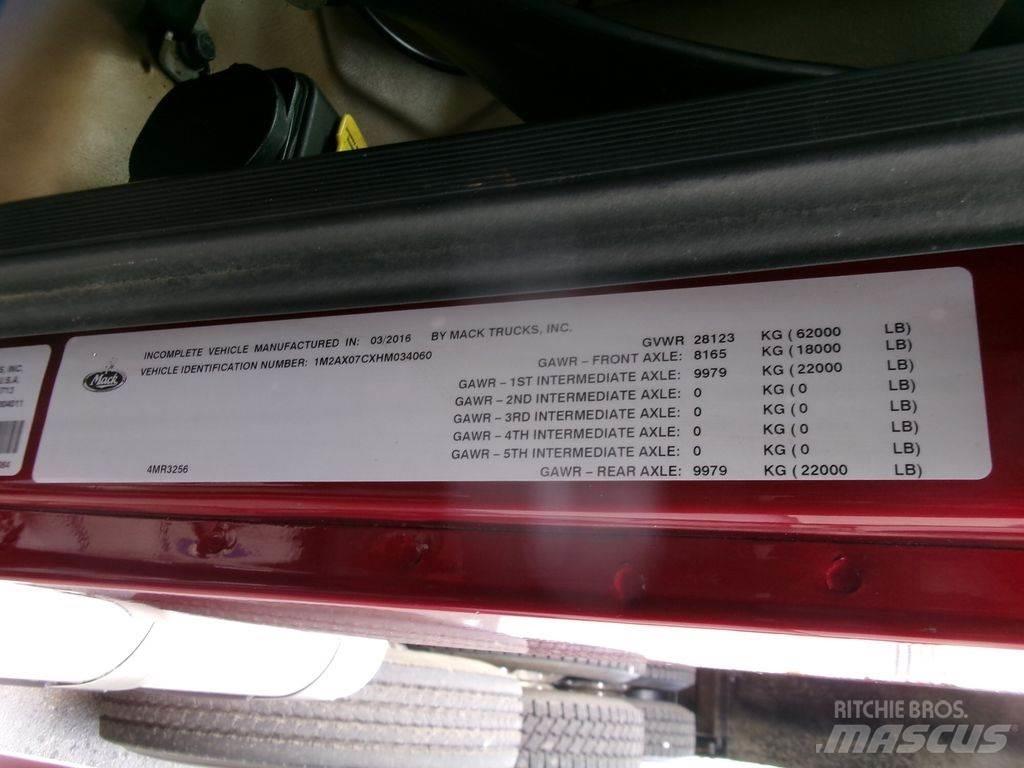 S, INC.
U.S.A.
Mack
INCOMPLETE VEHICLE MANUFACTURED IN: 03/2016 BY MACK TRUCKS, INC.
VEHICLE IDENTIFICATION NUMBER: 1M2AX07CXHM034060
GVWR 28123 KG ( 62000 LB)
GAWR – FRONT AXLE: 8165 KG ( 18000 LB)
GAWR – 1ST INTERMEDIATE AXLE: 9979 KG ( 22000 LB)
GAWR – 2ND INTERMEDIATE AXLE: 0 KG ( 0 LB)
GAWR – 3RD INTERMEDIATE AXLE: 0 KG ( 0 LB)
GAWR – 4TH INTERMEDIATE AXLE: 0 KG ( 0 LB)
GAWR – 5TH INTERMEDIATE AXLE: 0 KG ( 0 LB)
GAWR – REAR AXLE: 9979 KG ( 22000 LB)
4MR3256
RITCHIE BROS.
MASCUS